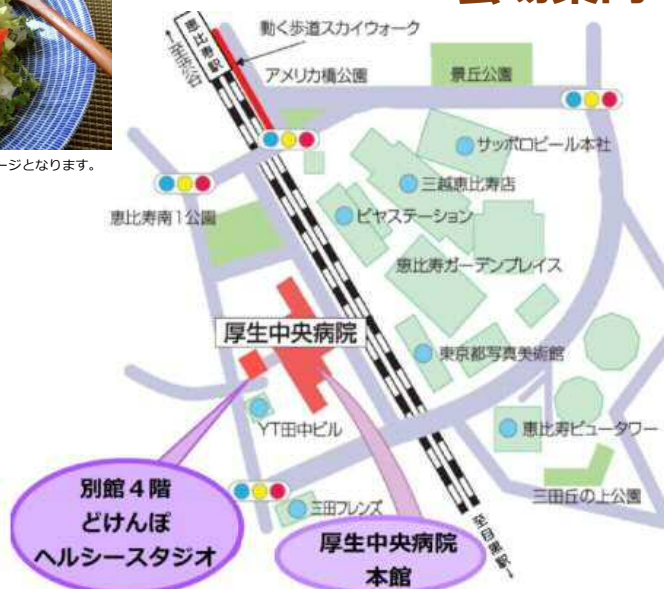 ージとなります。
動く歩道スカイウォーク
恵比寿駅
↑至渋谷
アメリカ橋公園
景丘公園
サッポロビール本社
三越恵比寿店
恵比寿南1公園
ビヤステーション
恵比寿ガーデンプレイス
厚生中央病院
東京都写真美術館
YT田中ビル
恵比寿ビュータワー
別館4階
どけんぽ
ヘルシースタジオ
三田フレンズ
三田丘の上公園
至目黒駅↓
厚生中央病院
本館